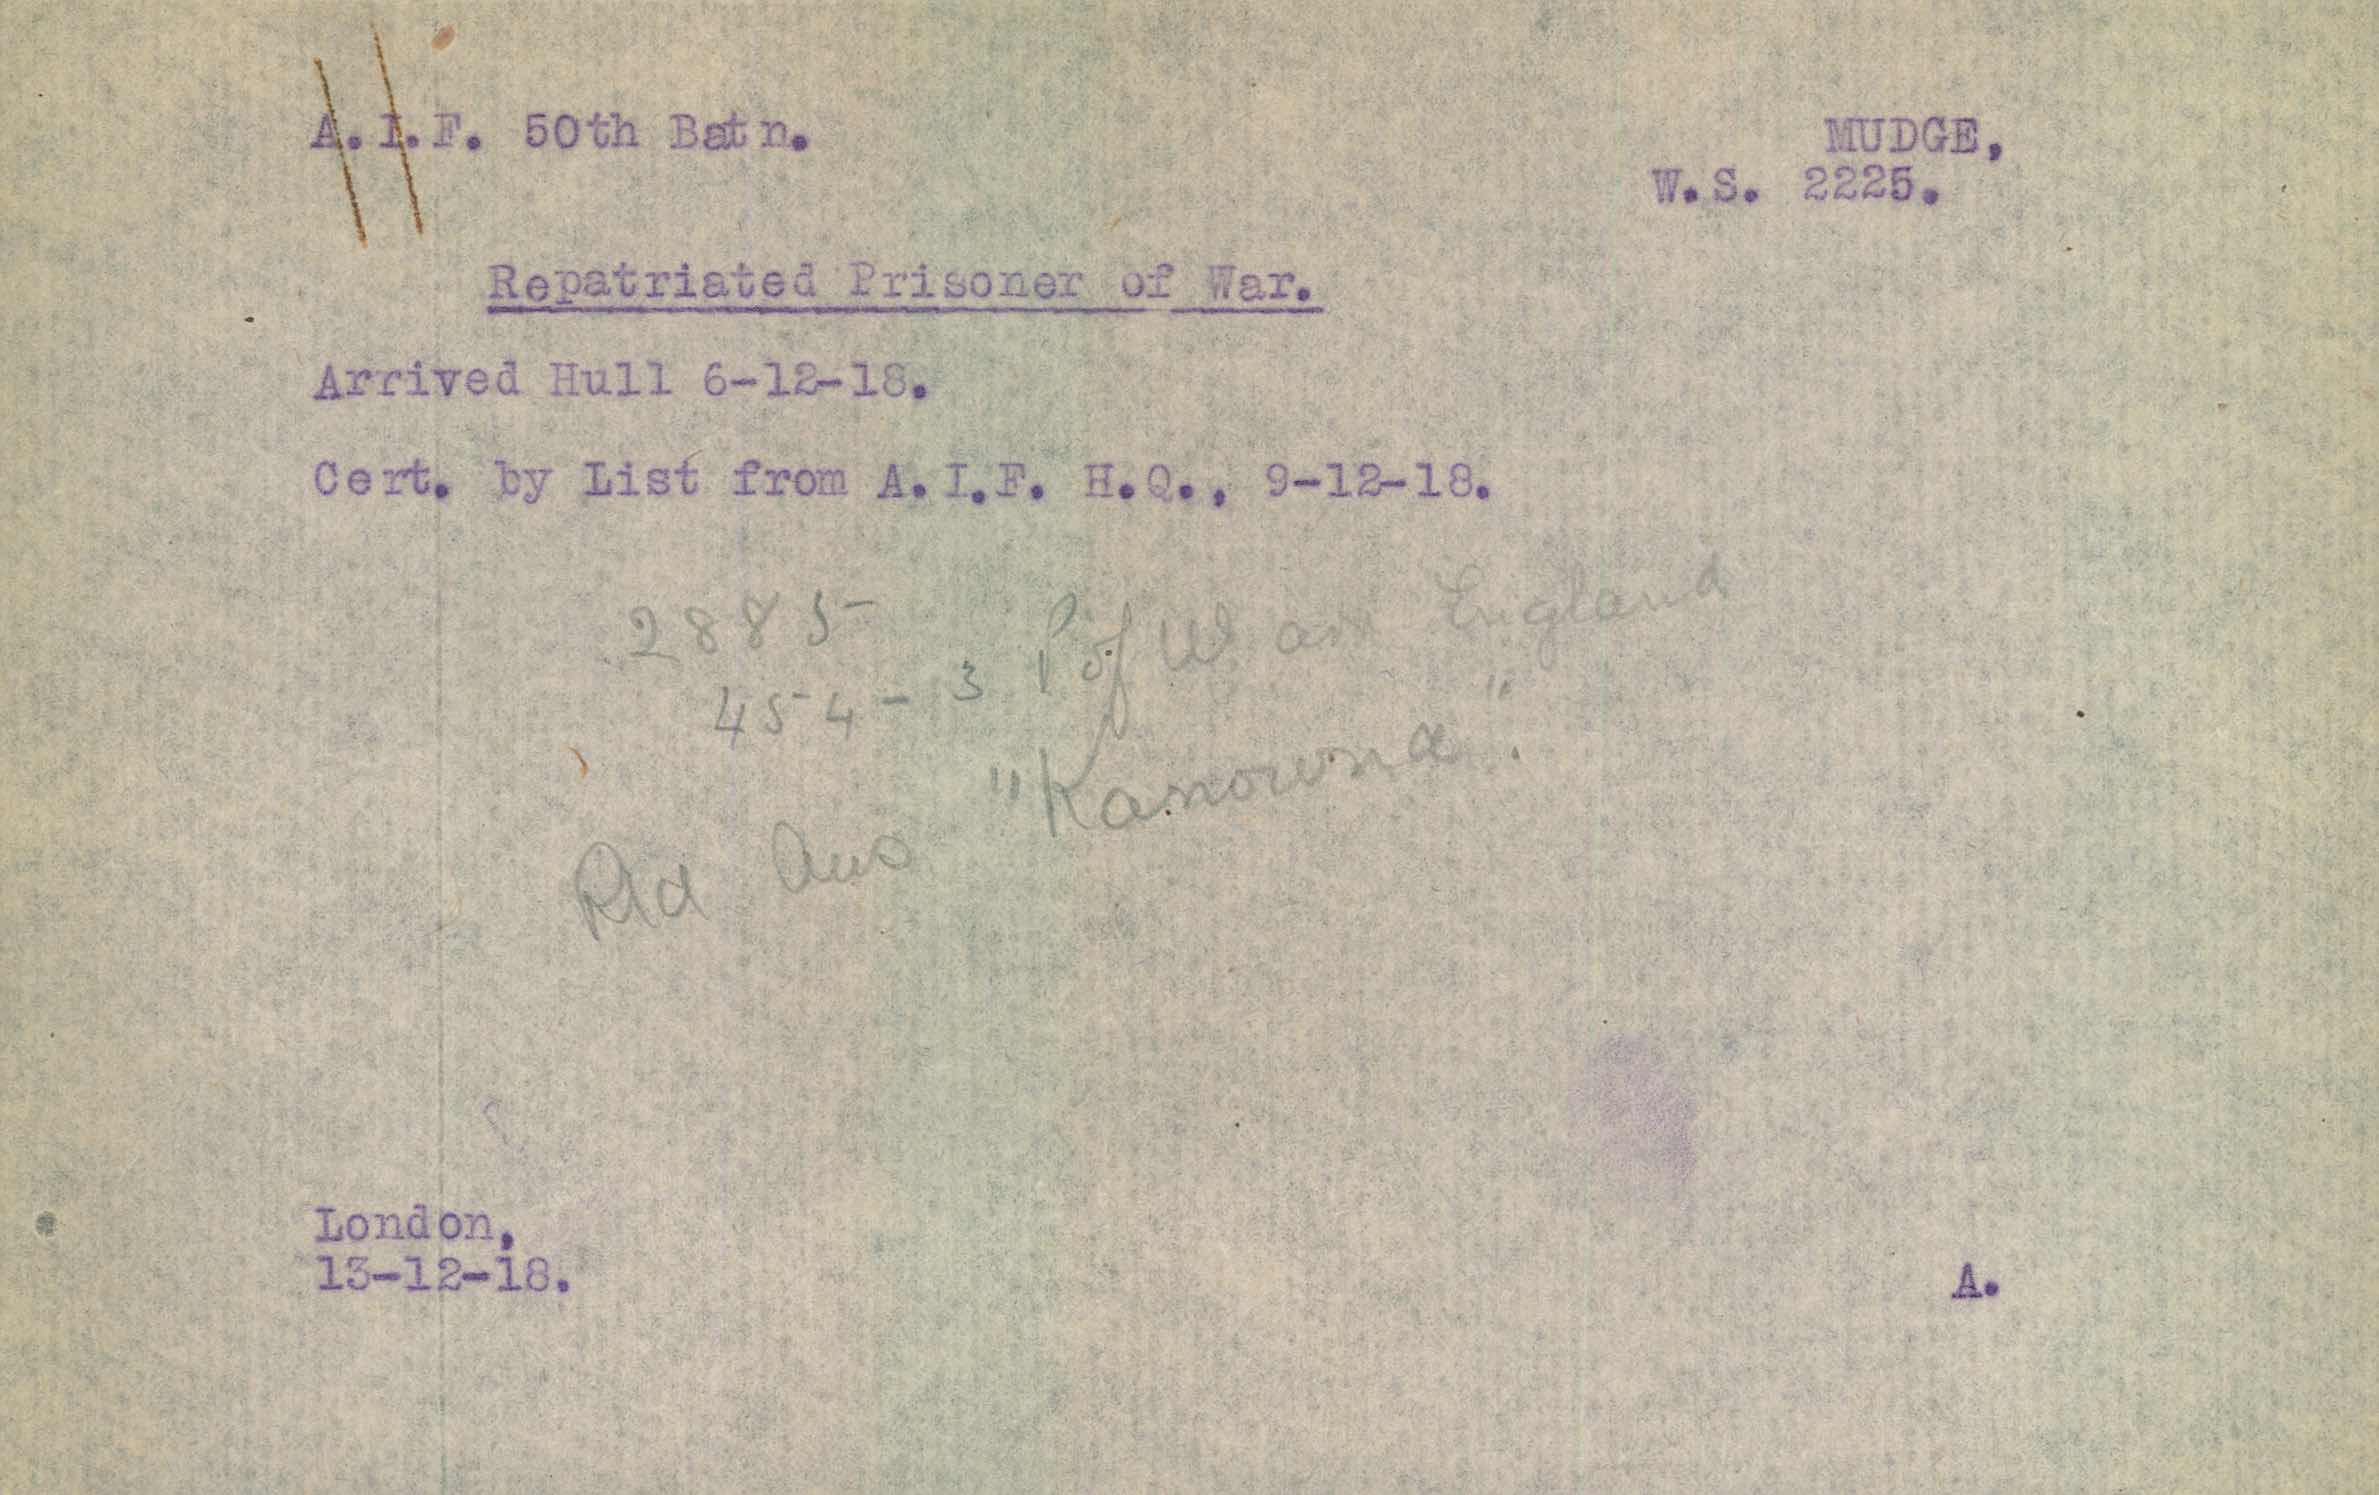 A.I.F. 50th Batn.
MUDGE,
W.S. 2225.
Repatriated Prisoner of War.
Arrived Hull 6-12-18.
Cert. by List from A.I.F. H.Q., 9-12-18.
2885
454-3 P of W arr England
Rtd Aus "Kanowna".
London,
13-12-18.
A.